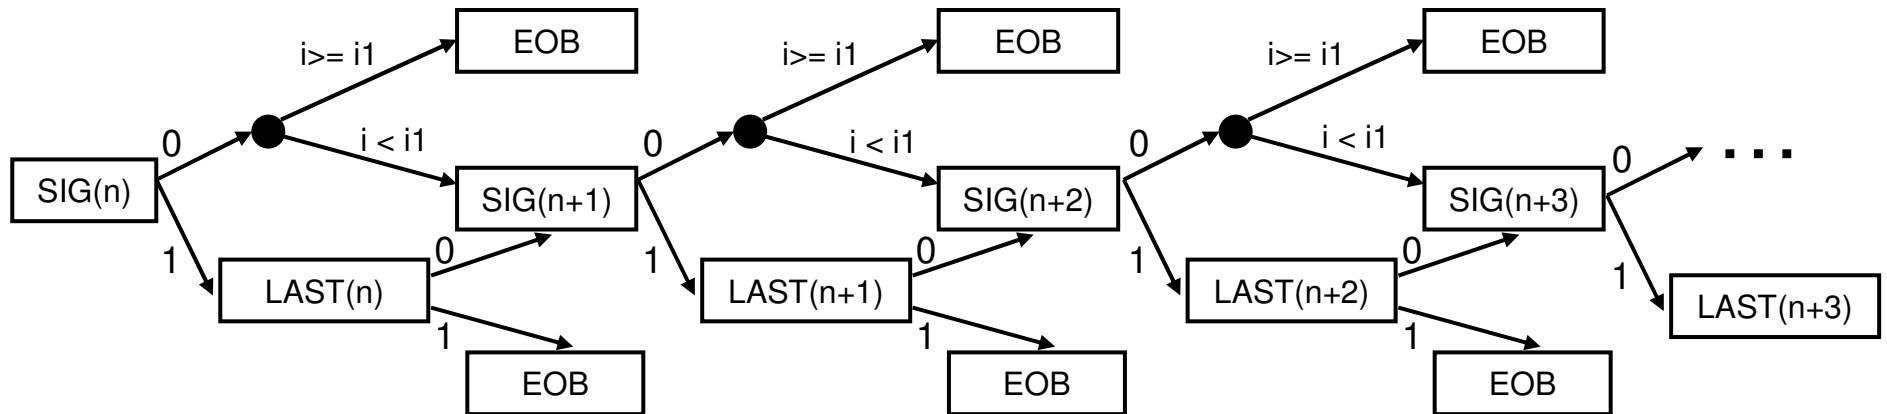 EOB EOB EOB
i>= i1 i>= i1 i>= i1
0 i < i1 0 i < i1 0 i < i1 0 ...
SIG(n) SIG(n+1) SIG(n+2) SIG(n+3)
1 0 1 0 1 0 1
LAST(n) LAST(n+1) LAST(n+2) LAST(n+3)
1 1 1
EOB EOB EOB